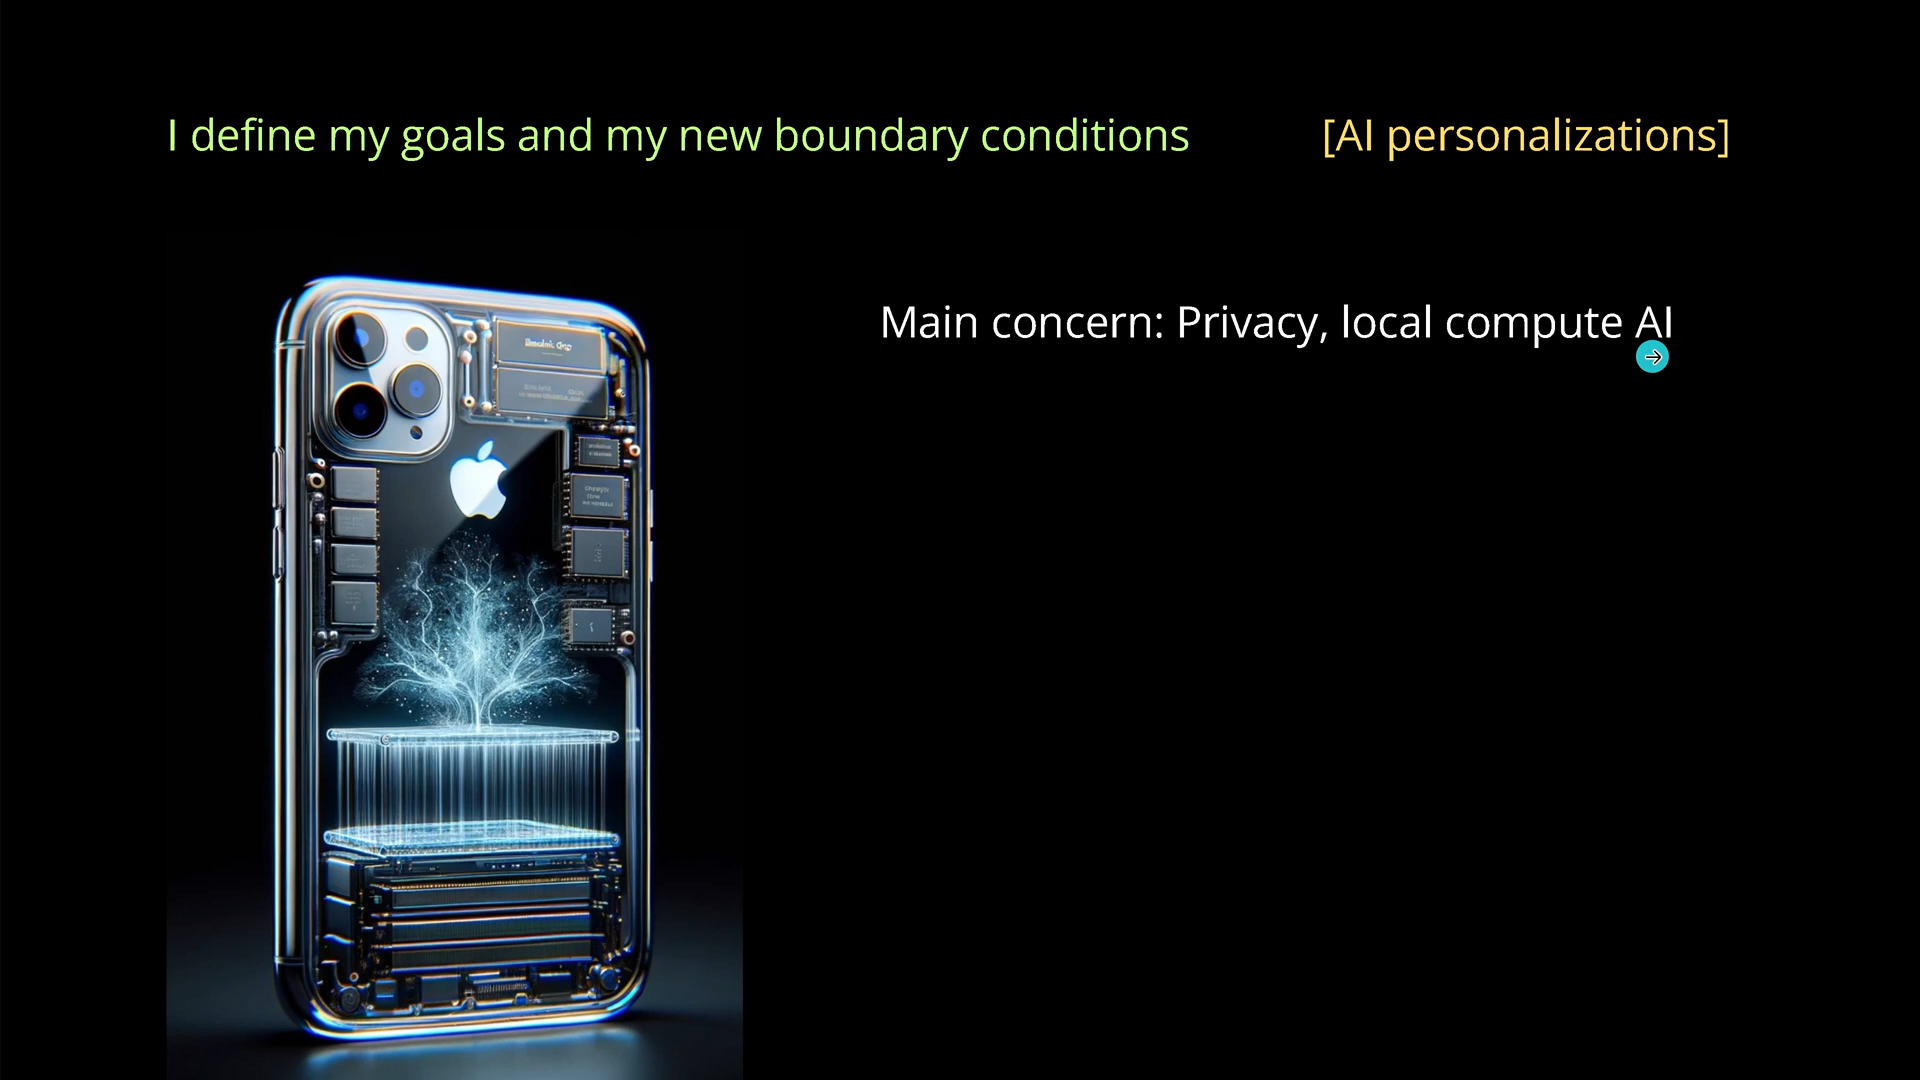 I define my goals and my new boundary conditions [AI personalizations]
Main concern: Privacy, local compute AI